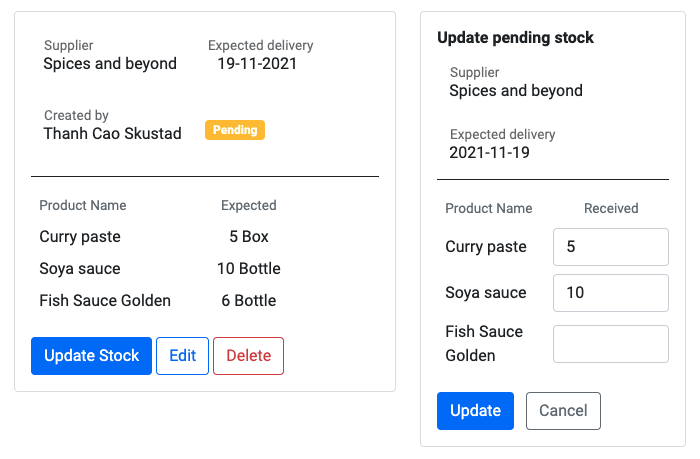 Supplier Expected delivery
Spices and beyond 19-11-2021
Created by
Thanh Cao Skustad Pending
Product Name Expected
Curry paste 5 Box
Soya sauce 10 Bottle
Fish Sauce Golden 6 Bottle
Update Stock Edit Delete
Update pending stock
Supplier
Spices and beyond
Expected delivery
2021-11-19
Product Name Received
Curry paste 5
Soya sauce 10
Fish Sauce
Golden
Update Cancel